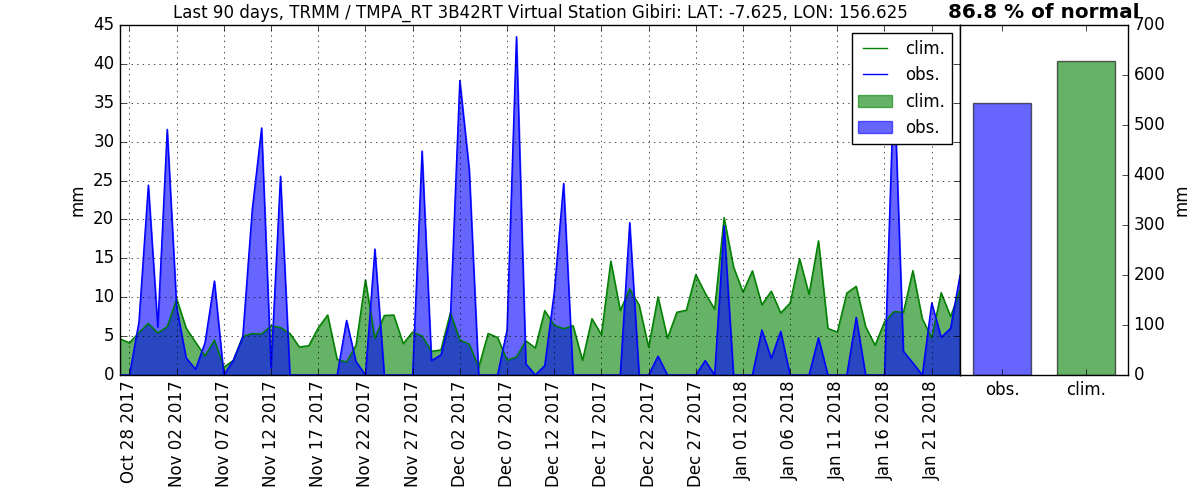 Last 90 days, TRMM / TMPA_RT 3B42RT Virtual Station Gibiri: LAT: -7.625, LON: 156.625
86.8 % of normal
45
40
35
30
25
20
15
10
5
0
mm
clim.
obs.
clim.
obs.
Oct 28 2017
Nov 02 2017
Nov 07 2017
Nov 12 2017
Nov 17 2017
Nov 22 2017
Nov 27 2017
Dec 02 2017
Dec 07 2017
Dec 12 2017
Dec 17 2017
Dec 22 2017
Dec 27 2017
Jan 01 2018
Jan 06 2018
Jan 11 2018
Jan 16 2018
Jan 21 2018
700
600
500
400
300
200
100
0
mm
obs.
clim.